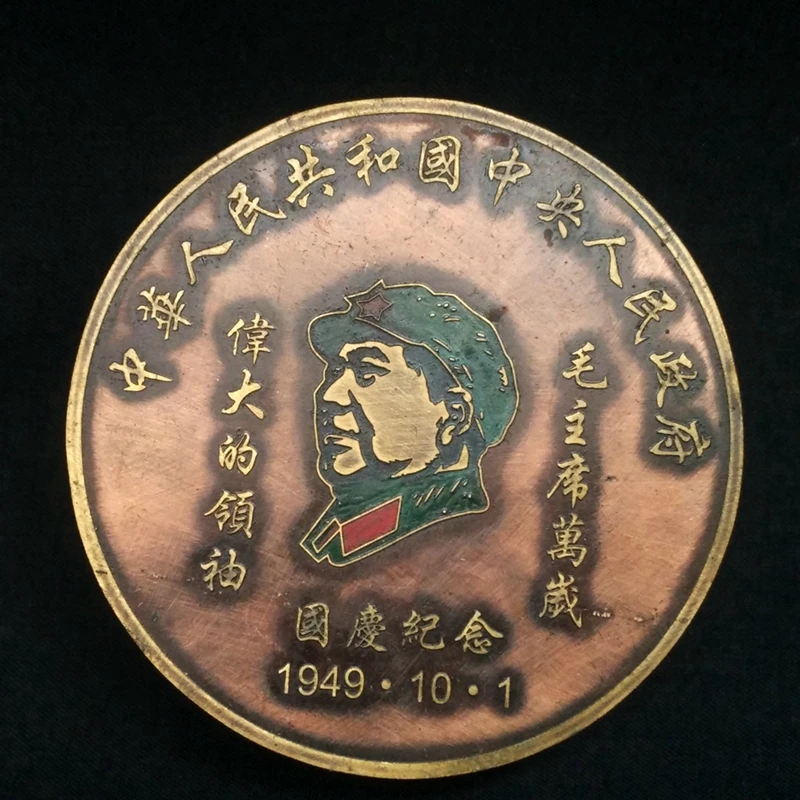 中華人民共和國中央人民政府
偉大的領袖
毛主席萬歲
國慶紀念
1949·10·1